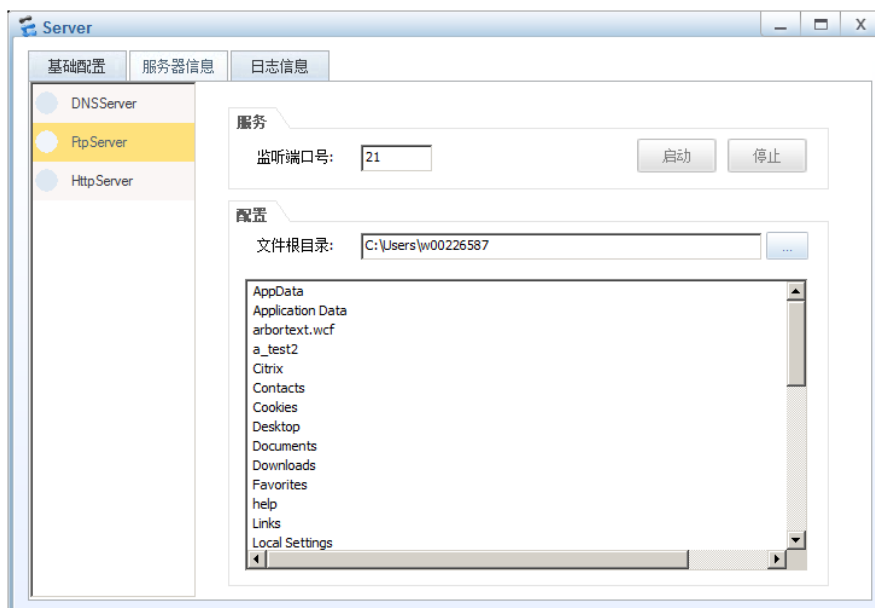 Server
基础配置 服务器信息 日志信息
DNSServer
FtpServer
HttpServer
服务
监听端口号: 21 启动 停止
配置
文件根目录: C:\Users\w00226587 ...
AppData
Application Data
arbortext.wcf
a_test2
Citrix
Contacts
Cookies
Desktop
Documents
Downloads
Favorites
help
Links
Local Settings